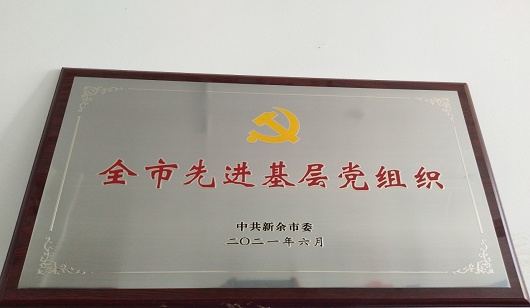 全市先进基层党组织
中共新余市委
二〇二一年六月